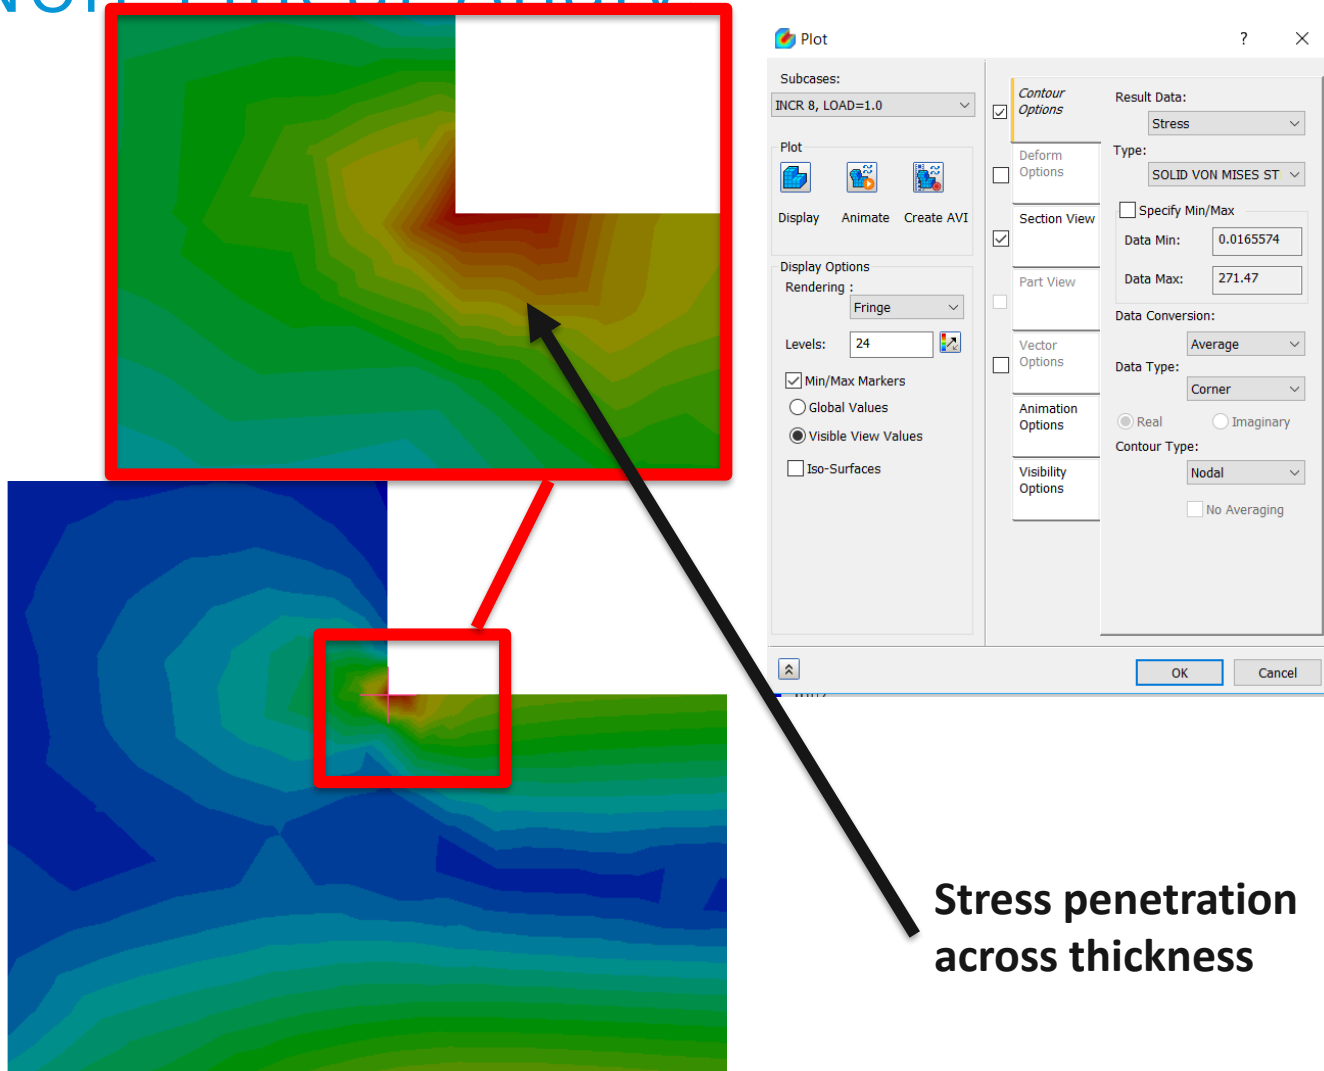 Plot
?
Subcases:
INCR 8, LOAD=1.0
Plot
Display
Animate
Create AVI
Display Options
Rendering :
Fringe
Levels:
24
Min/Max Markers
Global Values
Visible View Values
Iso-Surfaces
Contour
Options
Deform
Options
Section View
Part View
Vector
Options
Animation
Options
Visibility
Options
Result Data:
Stress
Type:
SOLID VON MISES ST
Specify Min/Max
Data Min:
0.0165574
Data Max:
271.47
Data Conversion:
Average
Data Type:
Corner
Real
Imaginary
Contour Type:
Nodal
No Averaging
OK
Cancel
Stress penetration
across thickness